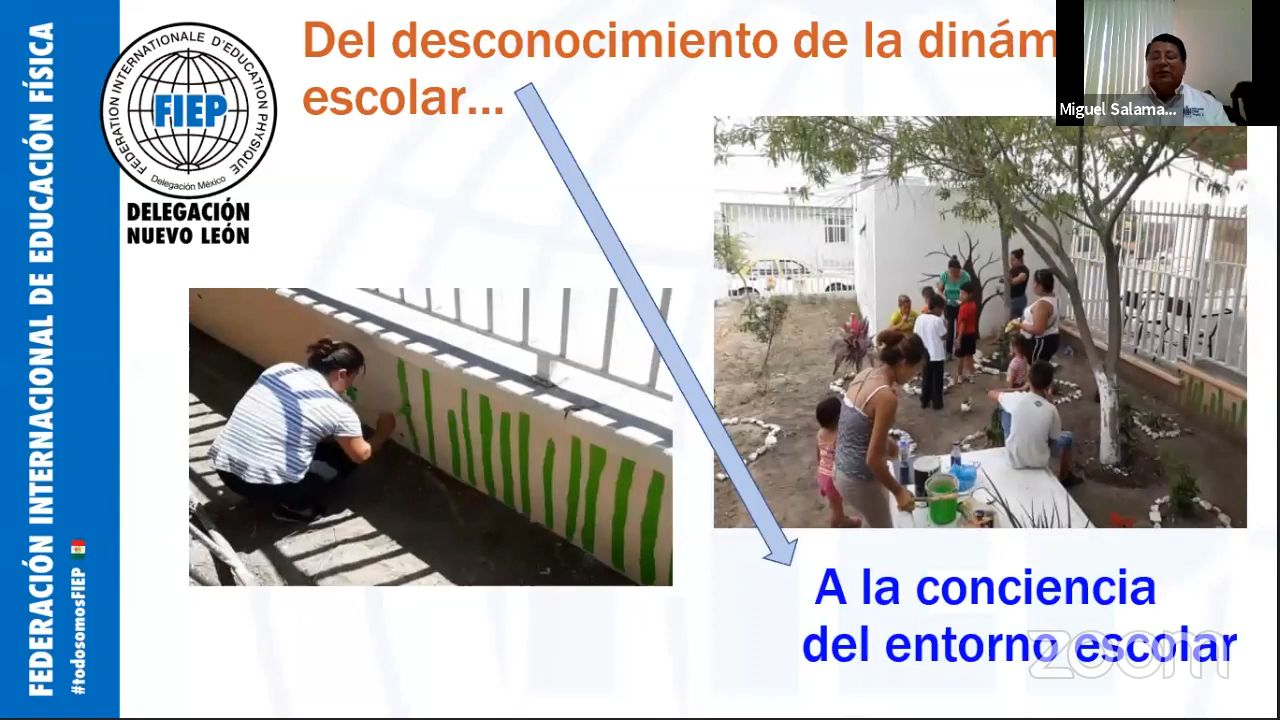 FEDERACIÓN INTERNACIONAL DE EDUCACIÓN FÍSICA
#todosomosFIEP
FEDERATION INTERNATIONALE D'EDUCATION PHYSIQUE
FIEP
Delegación México
DELEGACIÓN
NUEVO LEÓN
Del desconocimiento de la dinám
escolar...
Miguel Salama...
A la conciencia
del entorno escolar
zoom